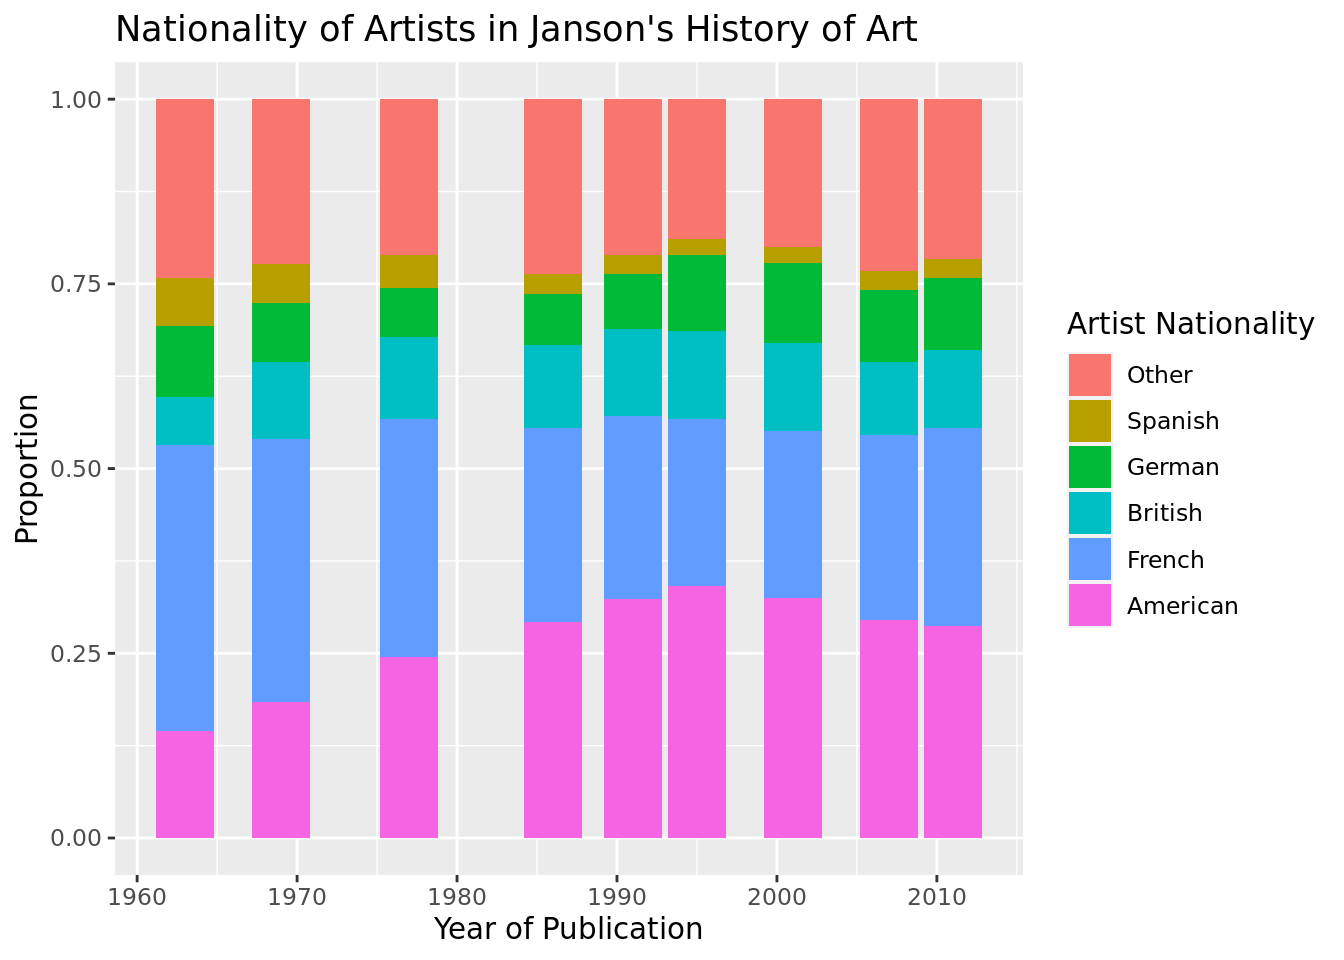 Nationality of Artists in Janson's History of Art
1.00
0.75
0.50
0.25
0.00
Proportion
1960 1970 1980 1990 2000 2010
Year of Publication
Artist Nationality
Other
Spanish
German
British
French
American